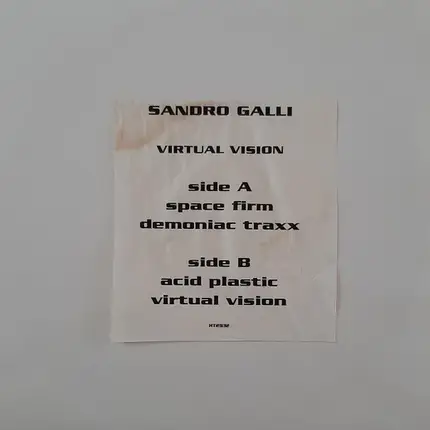 SANDRO GALLI
VIRTUAL VISION
side A
space firm
demoniac traxx
side B
acid plastic
virtual vision